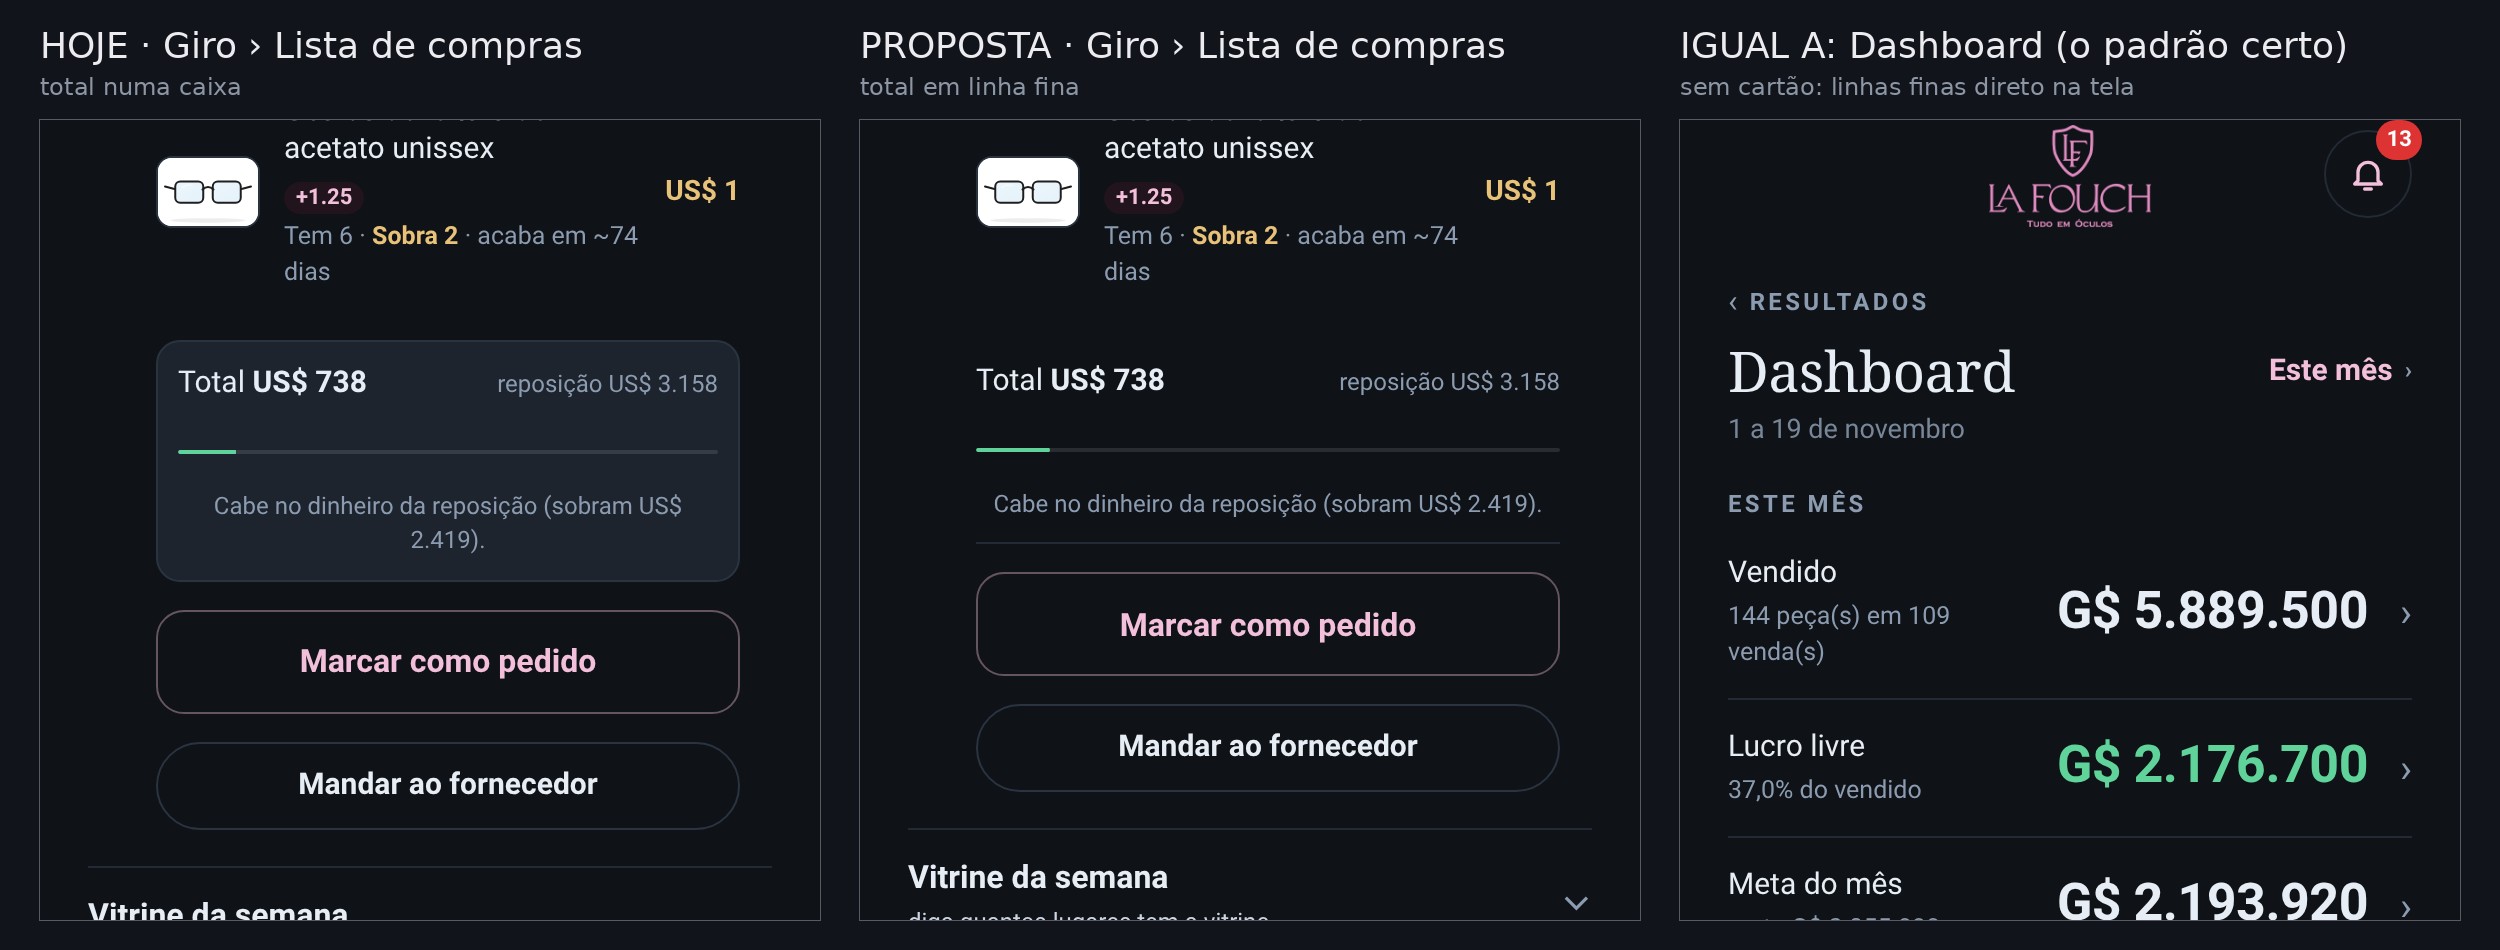 HOJE · Giro › Lista de compras
total numa caixa
acetato unissex
+1.25
US$ 1
Tem 6 · Sobra 2 · acaba em ~74
dias
Total US$ 738
reposição US$ 3.158
Cabe no dinheiro da reposição (sobram US$
2.419).
Marcar como pedido
Mandar ao fornecedor
Vitrine da semana
PROPOSTA · Giro › Lista de compras
total em linha fina
acetato unissex
+1.25
US$ 1
Tem 6 · Sobra 2 · acaba em ~74
dias
Total US$ 738
reposição US$ 3.158
Cabe no dinheiro da reposição (sobram US$ 2.419).
Marcar como pedido
Mandar ao fornecedor
Vitrine da semana
IGUAL A: Dashboard (o padrão certo)
sem cartão: linhas finas direto na tela
LF
LA FOUCH
TUDO EM ÓCULOS
13
‹ RESULTADOS
Dashboard
Este mês ›
1 a 19 de novembro
ESTE MÊS
Vendido
144 peça(s) em 109
venda(s)
G$ 5.889.500 ›
Lucro livre
37,0% do vendido
G$ 2.176.700 ›
Meta do mês
G$ 2.193.920 ›